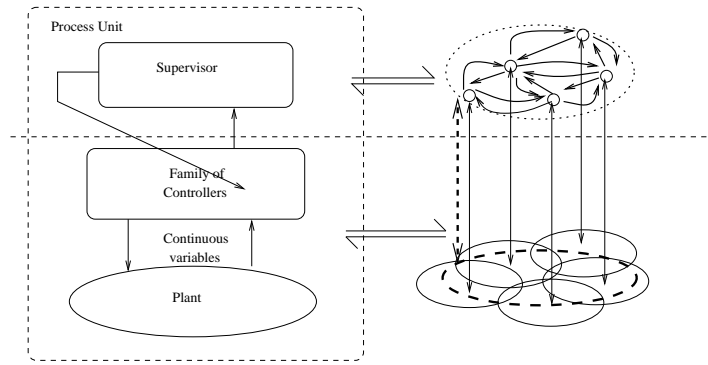 Process Unit
Supervisor
Family of
Controllers
Continuous
variables
Plant